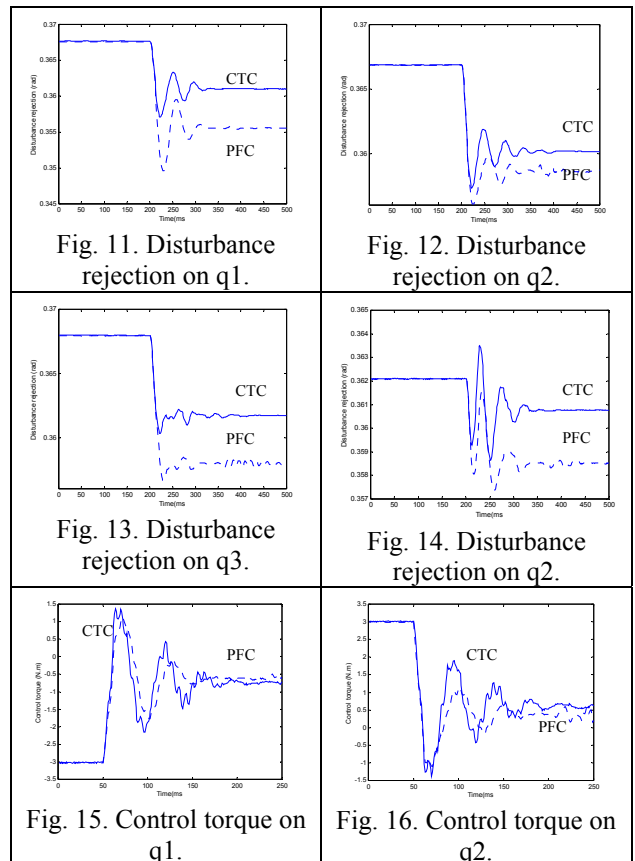 0.37
0.365
0.36
0.355
0.35
0.345
Disturbance rejection (rad)
CTC
PFC
0 50 100 150 200 250 300 350 400 450 500
Time(ms
Fig. 11. Disturbance
rejection on q1.
0.37
0.365
0.36
Disturbance rejection (rad)
CTC
PFC
0 50 100 150 200 250 300 350 400 450 500
Time(ms
Fig. 12. Disturbance
rejection on q2.
0.37
0.365
0.36
Disturbance rejection (rad)
CTC
PFC
0 50 100 150 200 250 300 350 400 450 500
Time(ms
Fig. 13. Disturbance
rejection on q3.
0.365
0.364
0.363
0.362
0.361
0.36
0.359
0.358
0.357
Disturbance rejection (rad)
CTC
PFC
0 50 100 150 200 250 300 350 400 450 500
Time(ms
Fig. 14. Disturbance
rejection on q2.
1.5
1
0.5
0
-0.5
-1
-1.5
-2
-2.5
-3
-3.5
Control torque (N.m)
CTC
PFC
0 50 100 150 200 250
Time(ms
Fig. 15. Control torque on
q1.
3.5
3
2.5
2
1.5
1
0.5
0
-0.5
-1
-1.5
Control torque (N.m)
CTC
PFC
0 50 100 150 200 250
Time(ms
Fig. 16. Control torque on
q2.